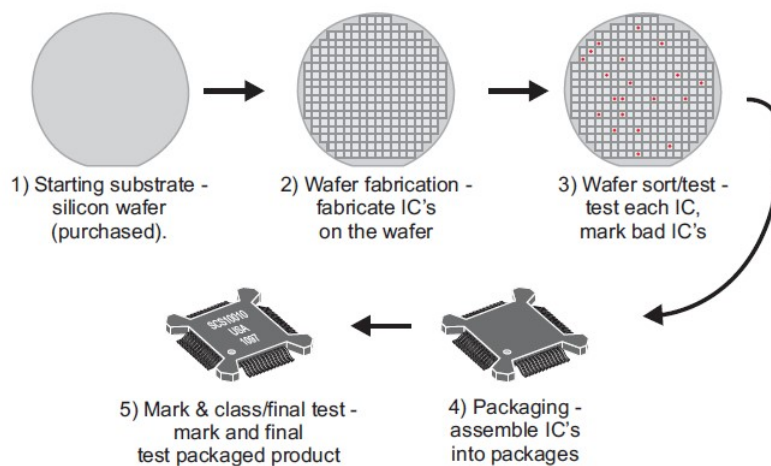 1) Starting substrate -
silicon wafer
(purchased).
2) Wafer fabrication -
fabricate IC's
on the wafer
3) Wafer sort/test -
test each IC,
mark bad IC's
4) Packaging -
assemble IC's
into packages
SCS10010
USA
1097
5) Mark & class/final test -
mark and final
test packaged product